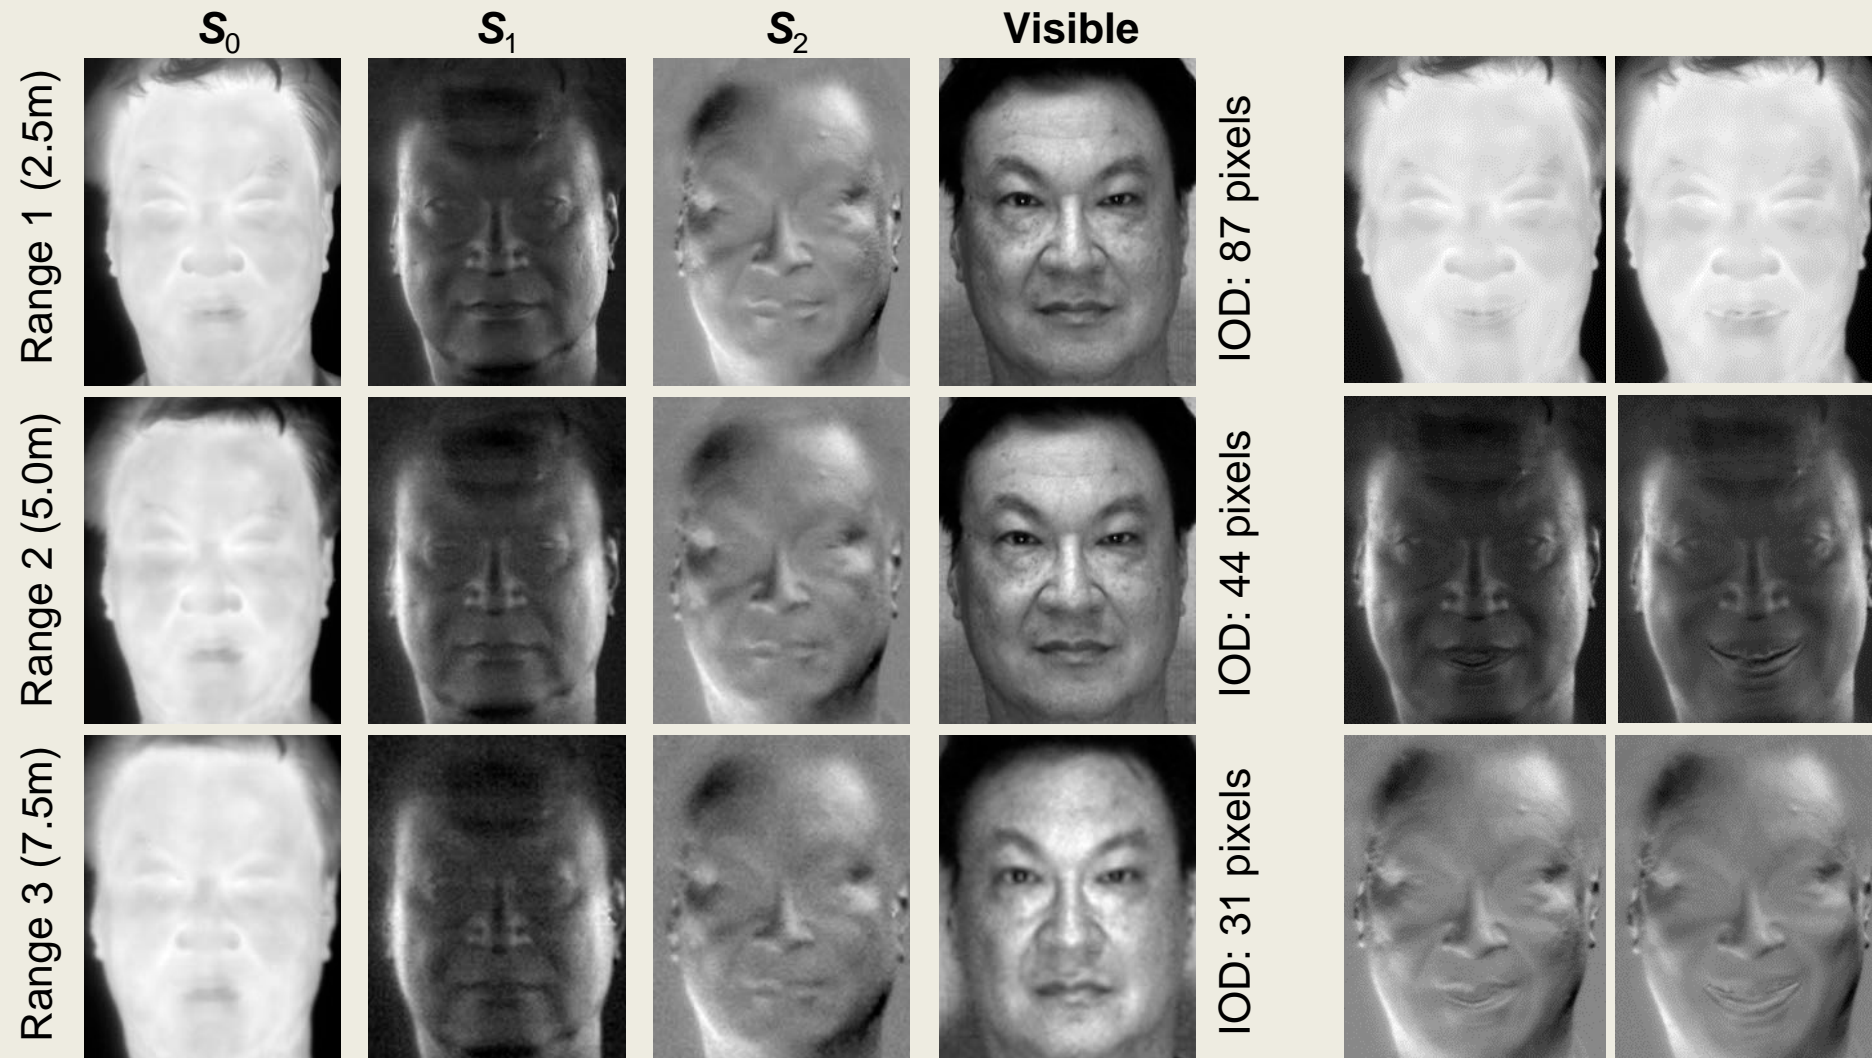 S0 S1 S2 Visible
Range 1 (2.5m)
IOD: 87 pixels
Range 2 (5.0m)
IOD: 44 pixels
Range 3 (7.5m)
IOD: 31 pixels